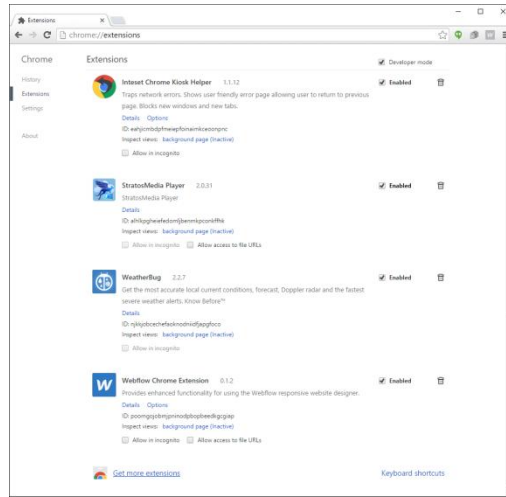 Extensions
chrome://extensions
Chrome
Extensions
Developer mode
History
Extensions
Settings
About
Inteset Chrome Kiosk Helper 1.1.12
Enabled
Traps network errors. Shows user friendly error page allowing user to return to previous
page. Blocks new windows and new tabs.
Details Options
ID:
Inspect views: background page (Inactive)
Allow in incognito
StratosMedia Player 2.0.31
Enabled
StratosMedia Player
Details
ID:
Inspect views: background page (Inactive)
Allow in incognito Allow access to file URLs
WeatherBug 2.2.7
Enabled
Get the most accurate local current conditions, forecast, Doppler radar and the fastest
severe weather alerts. Know Before™
Details
ID:
Inspect views: background page (Inactive)
Allow in incognito
W
Webflow Chrome Extension 0.1.2
Enabled
Provides enhanced functionality for using the Webflow responsive website designer.
Details Options
ID:
Inspect views: background page (Inactive)
Allow in incognito Allow access to file URLs
Get more extensions
Keyboard shortcuts